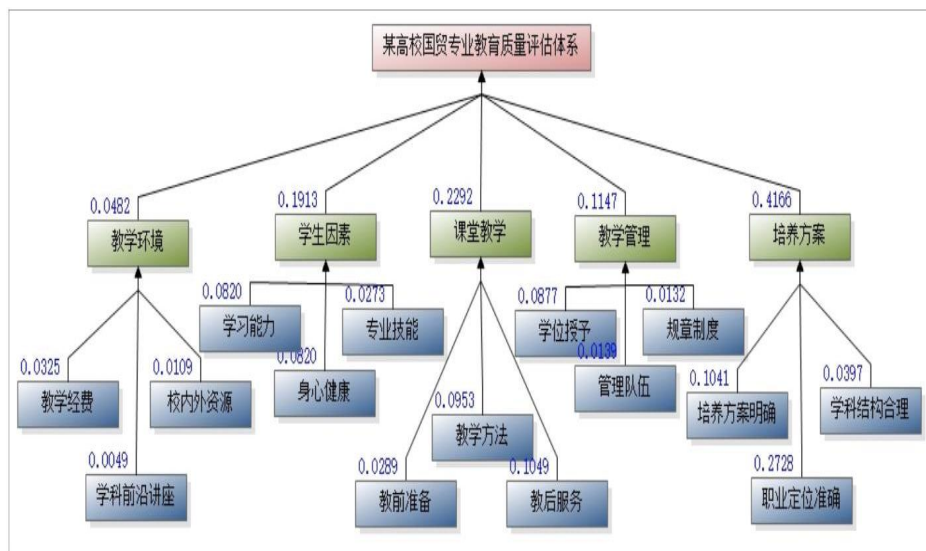 某高校国贸专业教育质量评估体系
0.0482
0.1913
0.2292
0.1147
0.4166
教学环境
学生因素
课堂教学
教学管理
培养方案
0.0820
0.0273
0.0877
0.0132
学习能力
专业技能
学位授予
规章制度
0.0325
0.0109
0.0820
0.0139
0.1041
0.0397
教学经费
校内外资源
身心健康
管理队伍
培养方案明确
学科结构合理
0.0953
教学方法
0.0049
0.0289
0.1049
0.2728
学科前沿讲座
教前准备
教后服务
职业定位准确